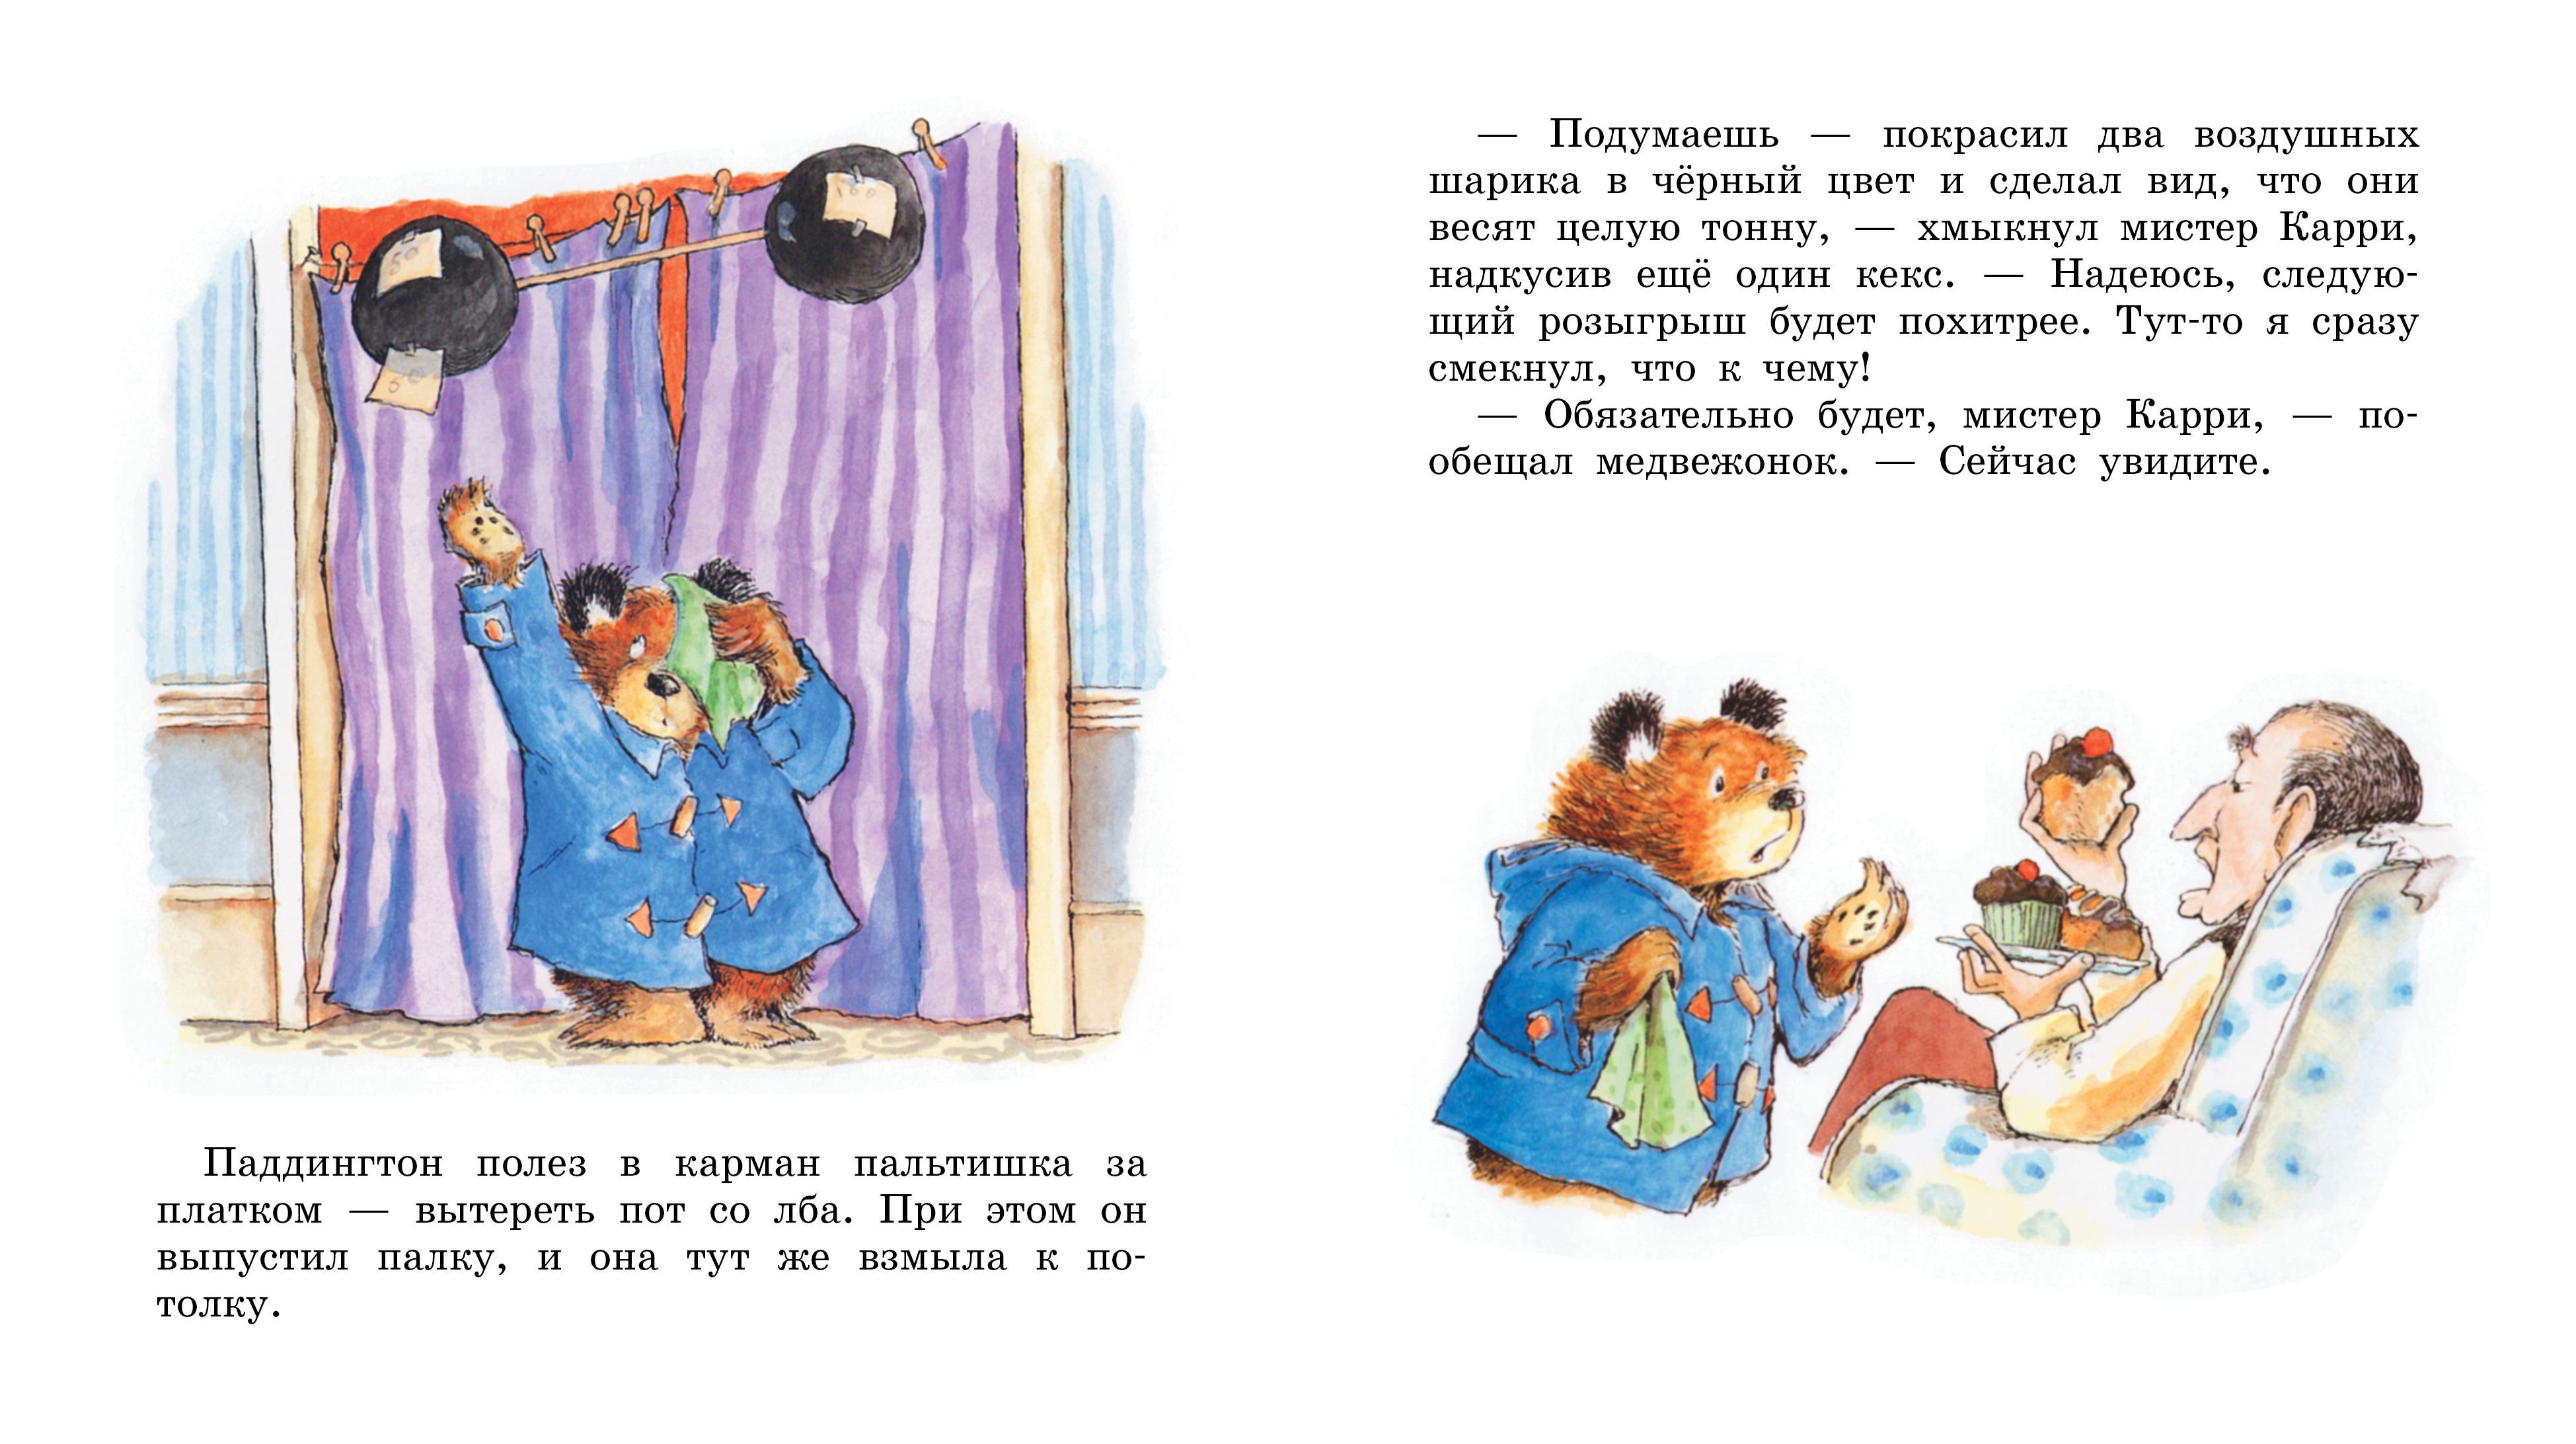 Паддингтон полез в карман пальтишка за
платком — вытереть пот со лба. При этом он
выпустил палку, и она тут же взмыла к по-
толку.
— Подумаешь — покрасил два воздушных
шарика в чёрный цвет и сделал вид, что они
весят целую тонну, — хмыкнул мистер Карри,
надкусив ещё один кекс. — Надеюсь, следую-
щий розыгрыш будет похитрее. Тут-то я сразу
смекнул, что к чему!
— Обязательно будет, мистер Карри, — по-
обещал медвежонок. — Сейчас увидите.